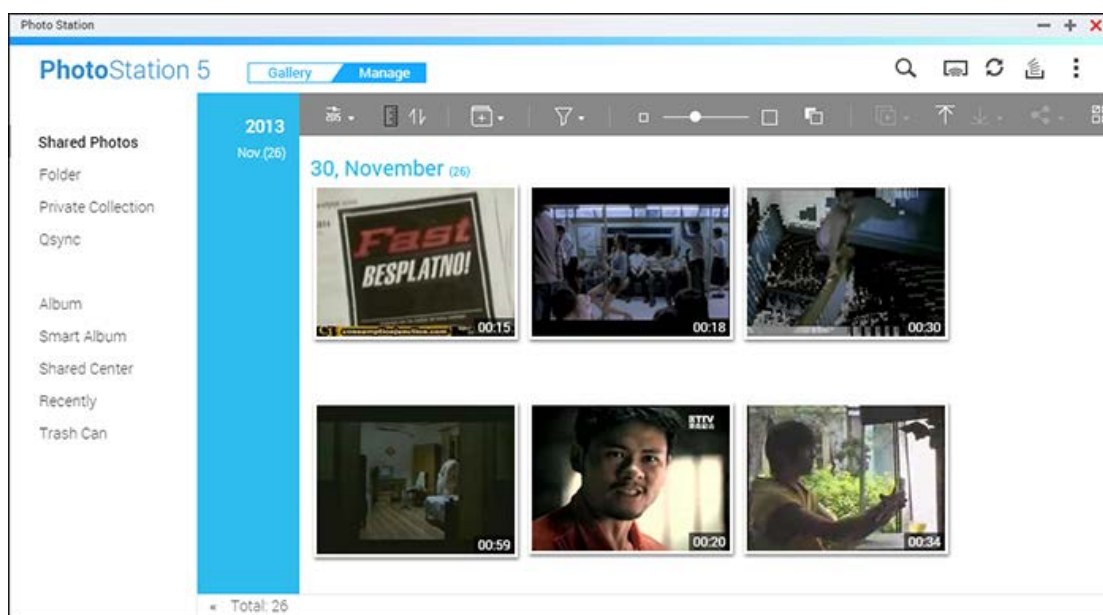 Photo Station
PhotoStation 5
Gallery
Manage
2013
Nov.(26)
Shared Photos
Folder
Private Collection
Qsync
Album
Smart Album
Shared Center
Recently
Trash Can
30, November (26)
Fast
BESPLATNO!
00:15
00:18
00:30
00:59
ETTV
00:20
00:34
« Total: 26